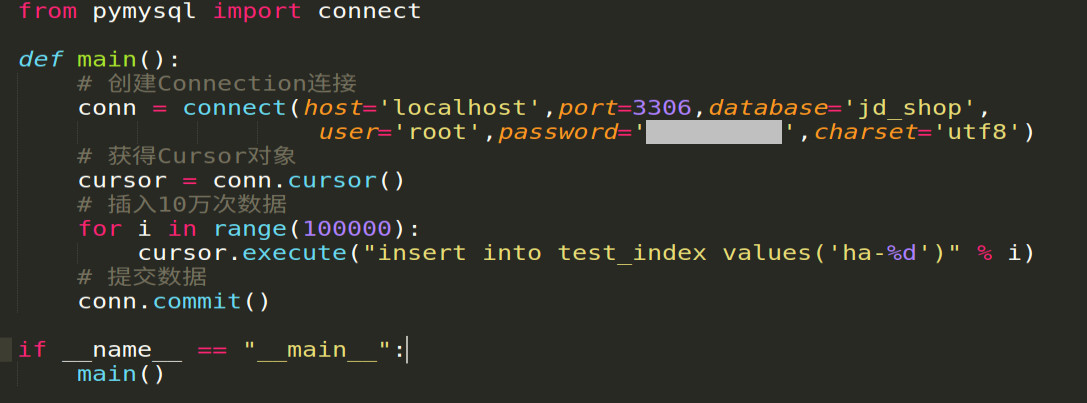 from pymysql import connect
def main():
    # 创建Connection连接
    conn = connect(host='localhost',port=3306,database='jd_shop',
                    user='root',password='',charset='utf8')
    # 获得Cursor对象
    cursor = conn.cursor()
    # 插入10万次数据
    for i in range(100000):
        cursor.execute("insert into test_index values('ha-%d')" % i)
    # 提交数据
    conn.commit()
if __name__ == "__main__":
    main()